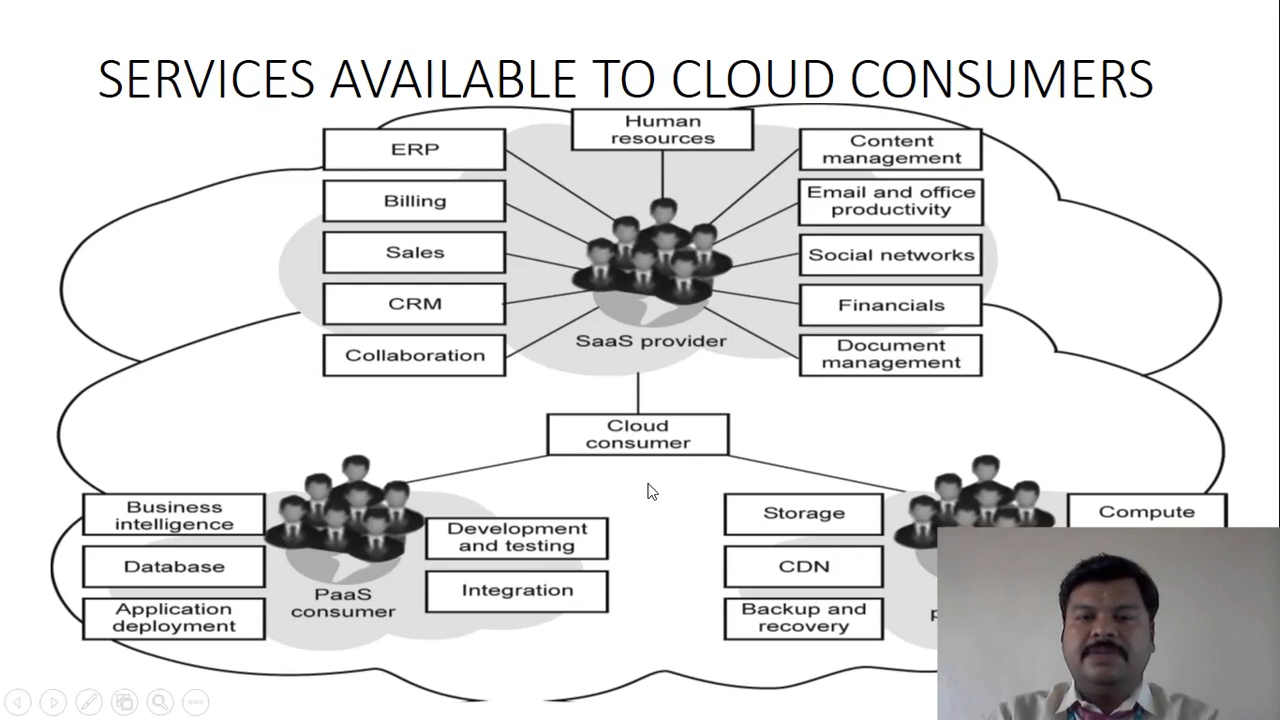 SERVICES AVAILABLE TO CLOUD CONSUMERS
Human
resources
ERP
Billing
Sales
CRM
Collaboration
Content
management
Email and office
productivity
Social networks
Financials
Document
management
SaaS provider
Cloud
consumer
Business
intelligence
Database
Application
deployment
PaaS
consumer
Development
and testing
Integration
Storage
CDN
Backup and
recovery
Compute